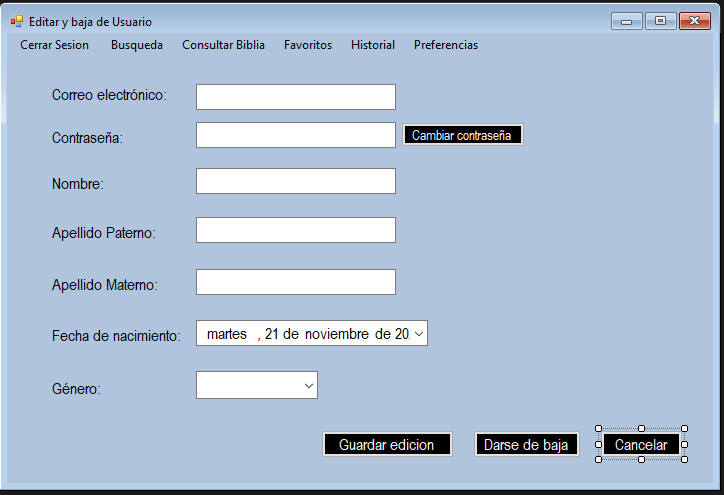 Editar y baja de Usuario
Cerrar Sesion Busqueda Consultar Biblia Favoritos Historial Preferencias
Correo electrónico:
Contraseña: Cambiar contraseña
Nombre:
Apellido Paterno:
Apellido Materno:
Fecha de nacimiento: martes , 21 de noviembre de 20
Género:
Guardar edicion Darse de baja Cancelar